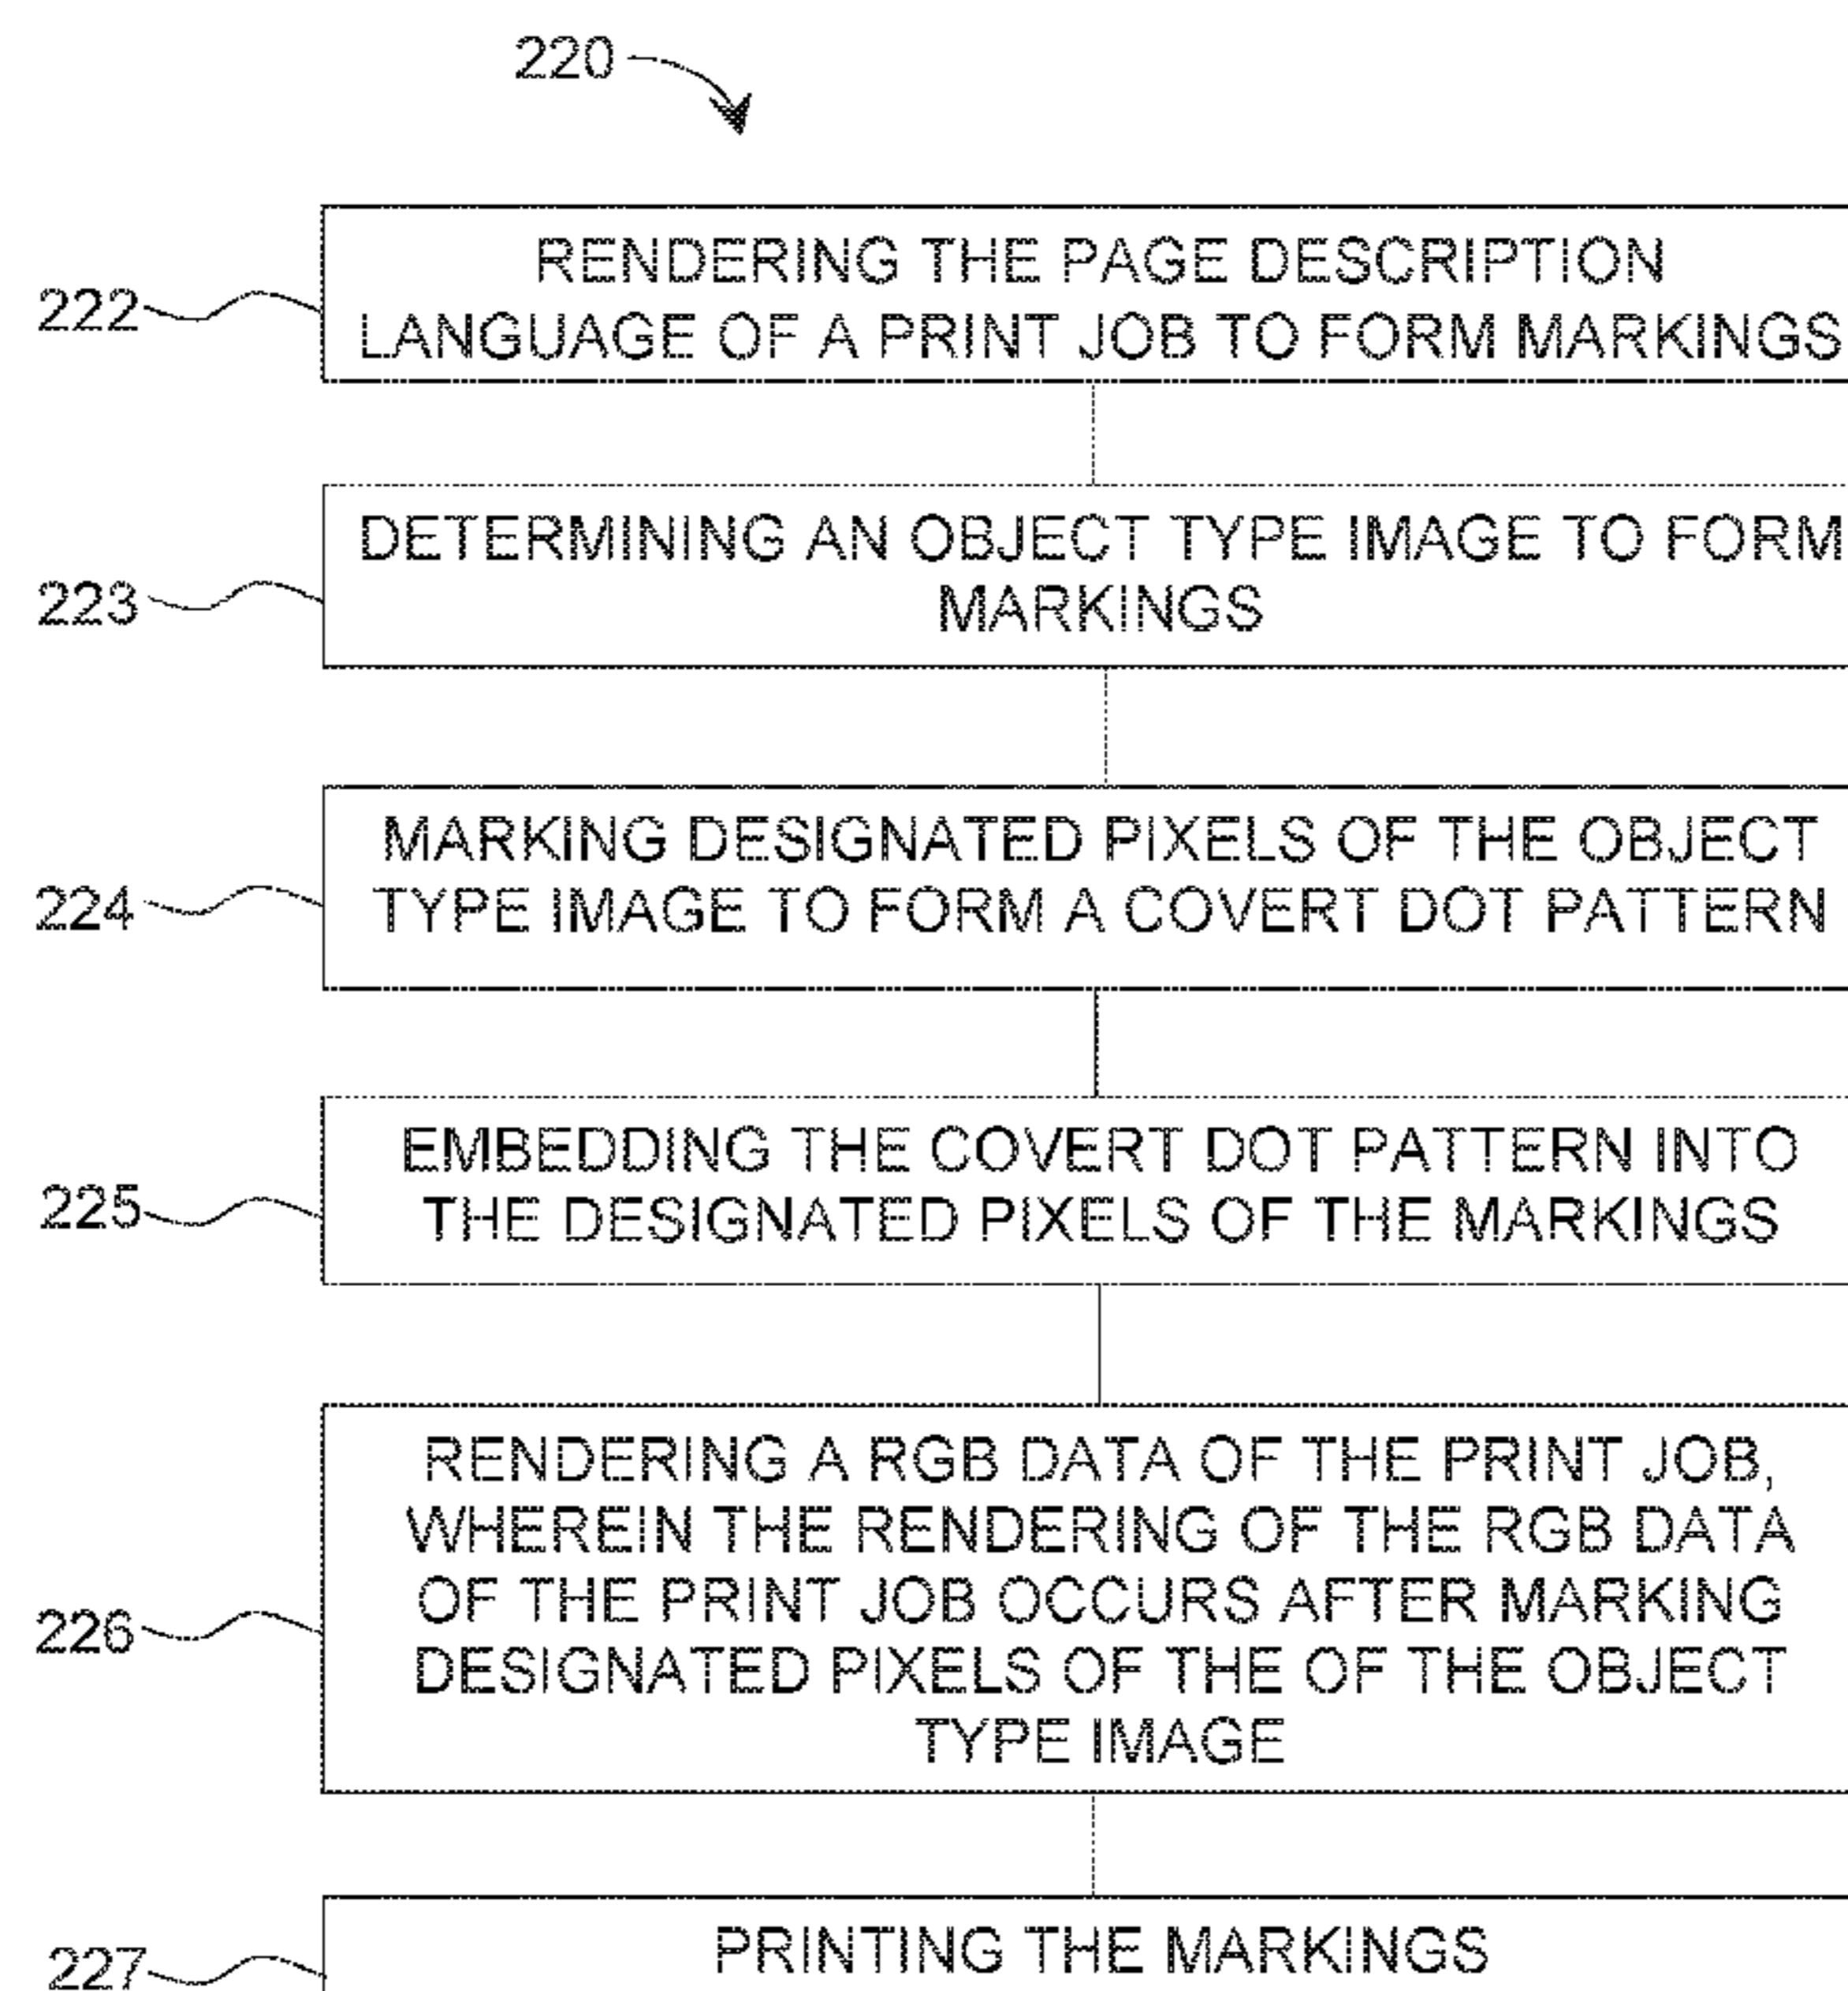 220
222
RENDERING THE PAGE DESCRIPTION
LANGUAGE OF A PRINT JOB TO FORM MARKINGS
223
DETERMINING AN OBJECT TYPE IMAGE TO FORM
MARKINGS
224
MARKING DESIGNATED PIXELS OF THE OBJECT
TYPE IMAGE TO FORM A COVERT DOT PATTERN
225
EMBEDDING THE COVERT DOT PATTERN INTO
THE DESIGNATED PIXELS OF THE MARKINGS
226
RENDERING A RGB DATA OF THE PRINT JOB,
WHEREIN THE RENDERING OF THE RGB DATA
OF THE PRINT JOB OCCURS AFTER MARKING
DESIGNATED PIXELS OF THE OF THE OBJECT
TYPE IMAGE
227
PRINTING THE MARKINGS